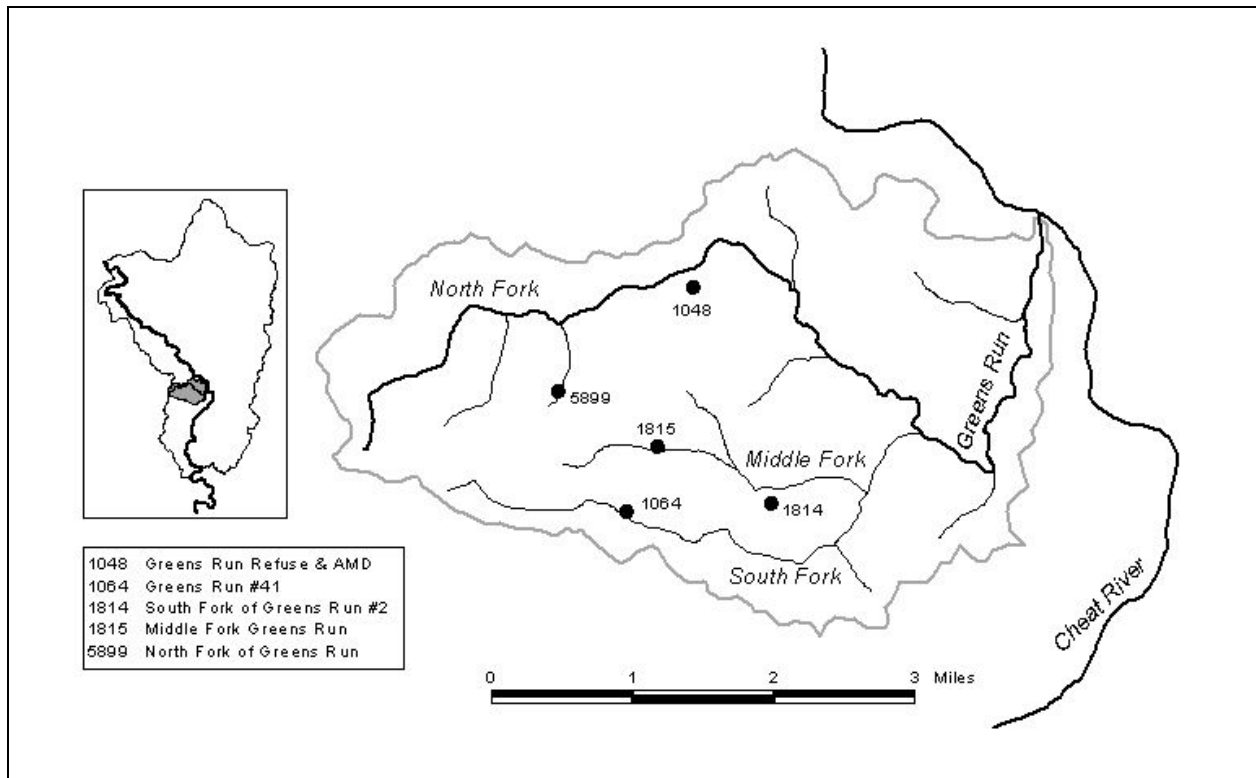 North Fork
1048
5899
1815
Middle Fork
1064
1814
South Fork
Greens Run
Cheat River
1048 Greens Run Refuse & AMD
1064 Greens Run #41
1814 South Fork of Greens Run #2
1815 Middle Fork Greens Run
5899 North Fork of Greens Run
0 1 2 3 Miles